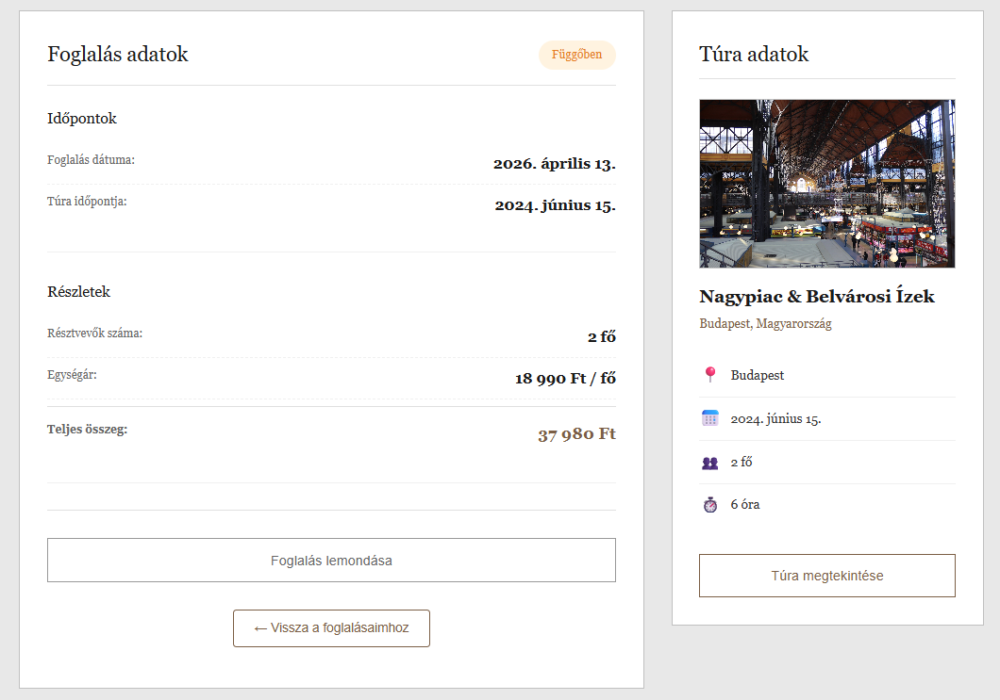 Foglalás adatok
Függőben
Időpontok
Foglalás dátuma:
2026. április 13.
Túra időpontja:
2024. június 15.
Részletek
Résztvevők száma:
2 fő
Egységár:
18 990 Ft / fő
Teljes összeg:
37 980 Ft
Foglalás lemondása
← Vissza a foglalásaimhoz
Túra adatok
Nagypiac & Belvárosi Ízek
Budapest, Magyarország
Budapest
2024. június 15.
2 fő
6 óra
Túra megtekintése